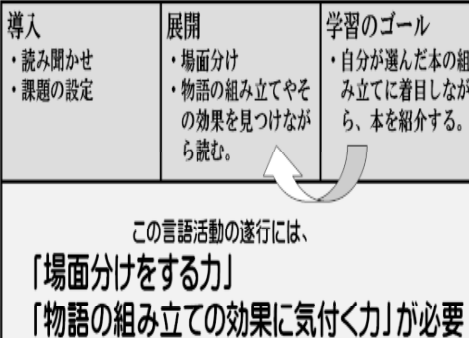 導入
・読み聞かせ
・課題の設定
展開
・場面分け
・物語の組み立てやそ
の効果を見つけなが
ら読む。
学習のゴール
・自分が選んだ本の組
み立てに着目しなが
ら、本を紹介する。
この言語活動の遂行には、
「場面分けをする力」
「物語の組み立ての効果に気付く力」が必要